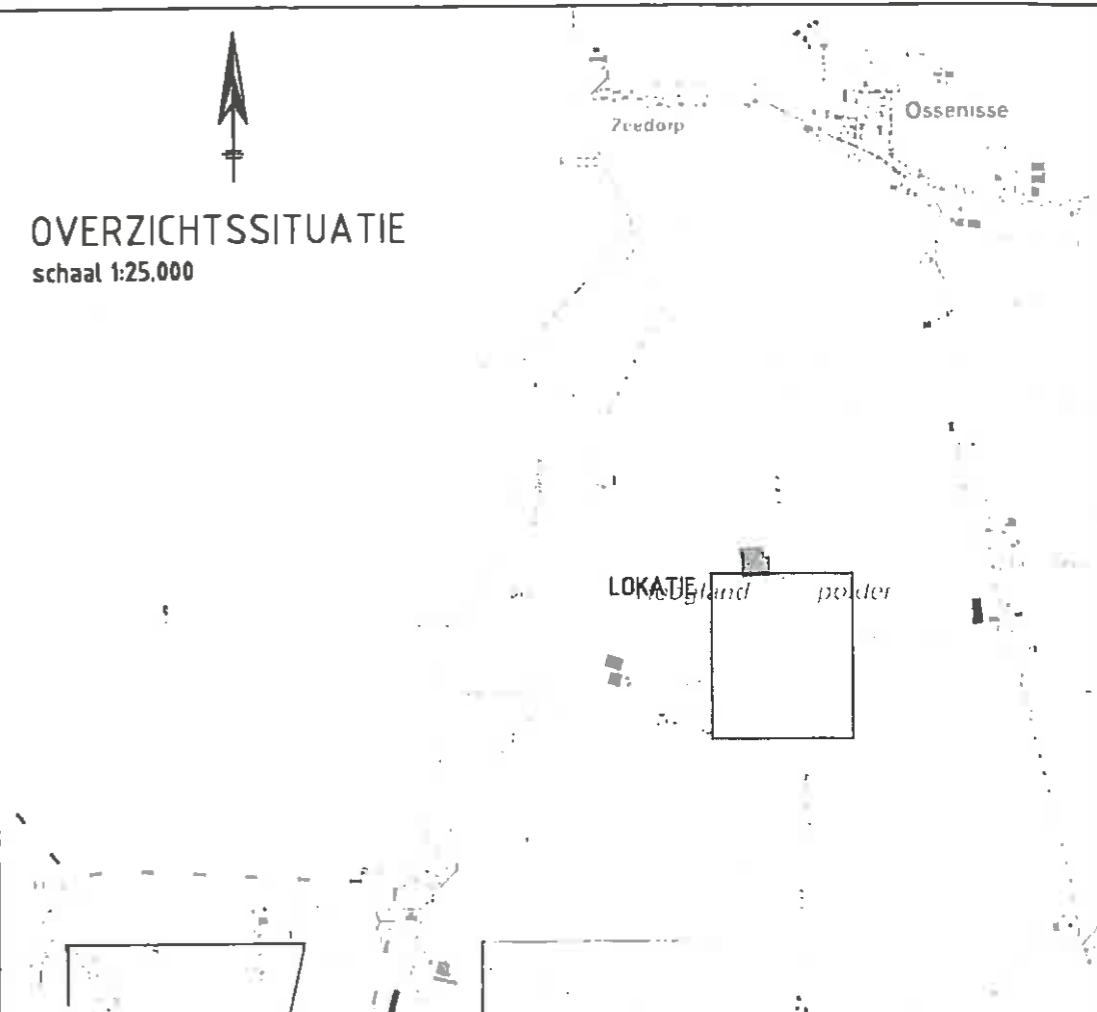 OVERZICHTSSITUATIE
schaal 1:25.000
Zeedorp
Ossenisse
LOKATIE
polder